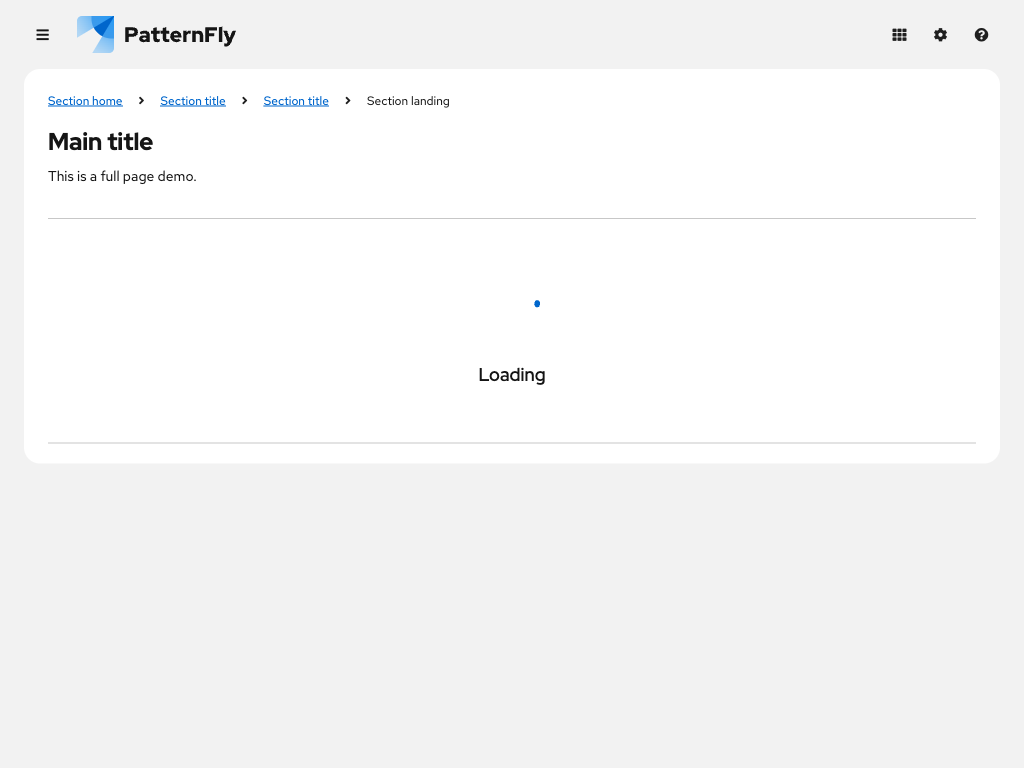 PatternFly
Section home Section title Section title Section landing
Main title
This is a full page demo.
Loading